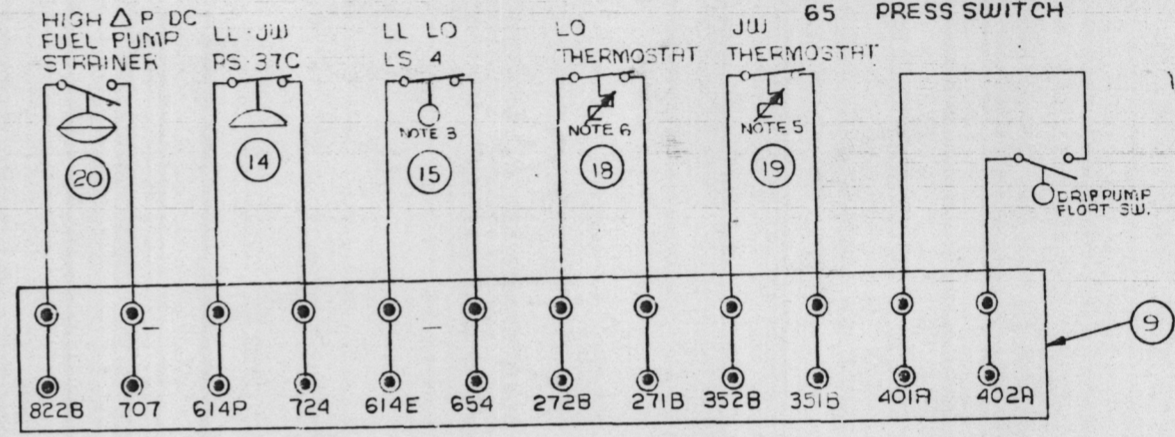 65 PRESS SWITCH
HIGH △ P DC
FUEL PUMP
STRAINER
LL JW
PS-37C
LL LO
LS 4
LO
THERMOSTAT
JW
THERMOSTAT
NOTE 3
NOTE 6
NOTE 5
20
14
15
18
19
DRIP PUMP
FLOAT SW.
9
822B 707 614P 724 614E 654 272B 271B 352B 351B 401A 402A